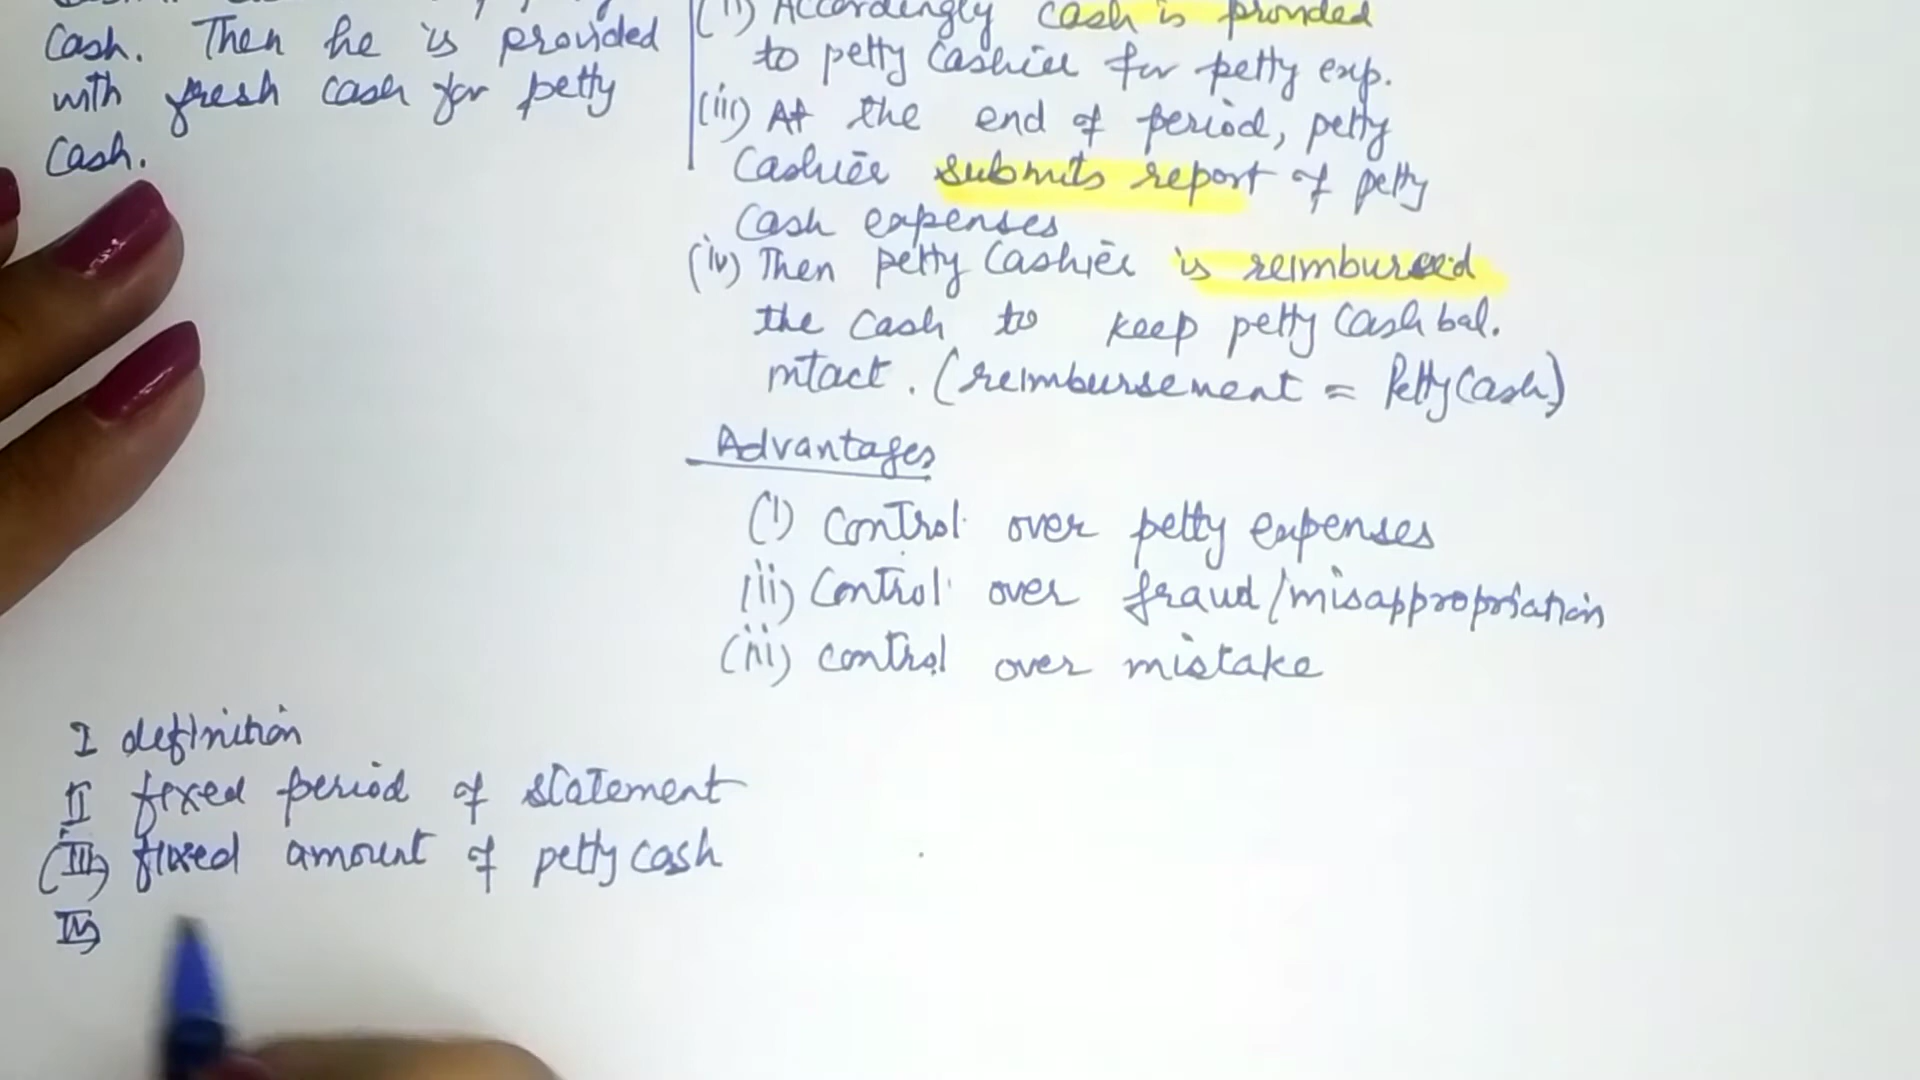 Cash. Then he is provided
with fresh cash for petty
Cash.
(ii) Accordingly cash is provided
to petty Cashier for petty exp.
(iii) At the end of period, petty
Cashier submits report of petty
Cash expenses
(iv) Then petty Cashier is reimbursed
the cash to keep petty Cash bal.
intact. (reimbursement = Petty Cash)
Advantages
(i) Control over petty expenses
(ii) Control over fraud/misappropriation
(iii) control over mistake
I definition
II fixed period of statement
(III) fixed amount of petty cash
IV